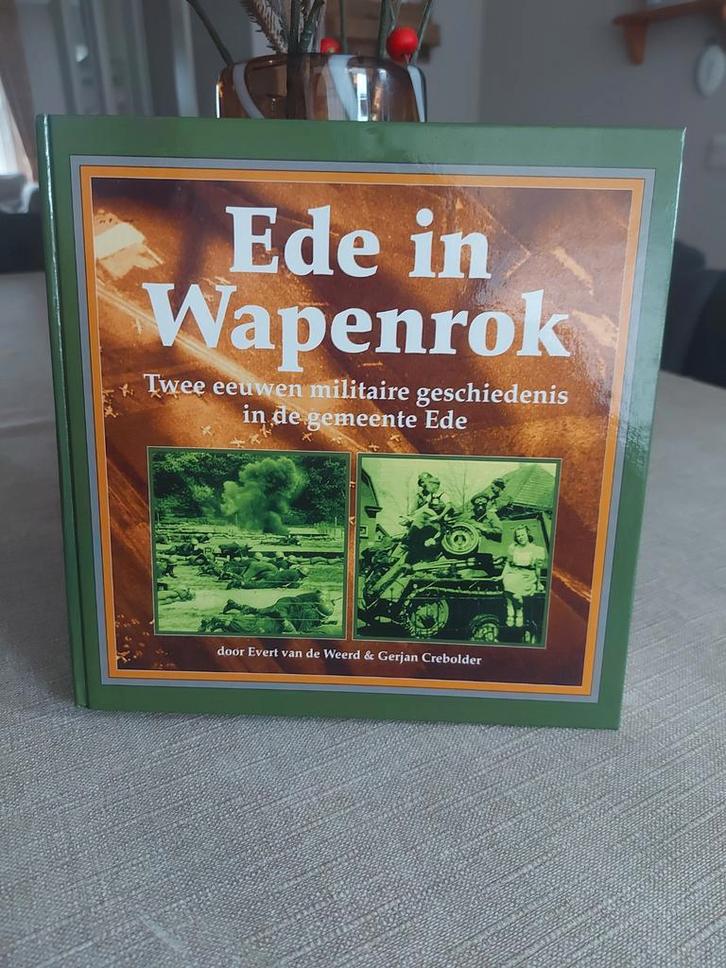 Ede in
Wapenrok
Twee eeuwen militaire geschiedenis
in de gemeente Ede
door Evert van de Weerd & Gerjan Crebolder